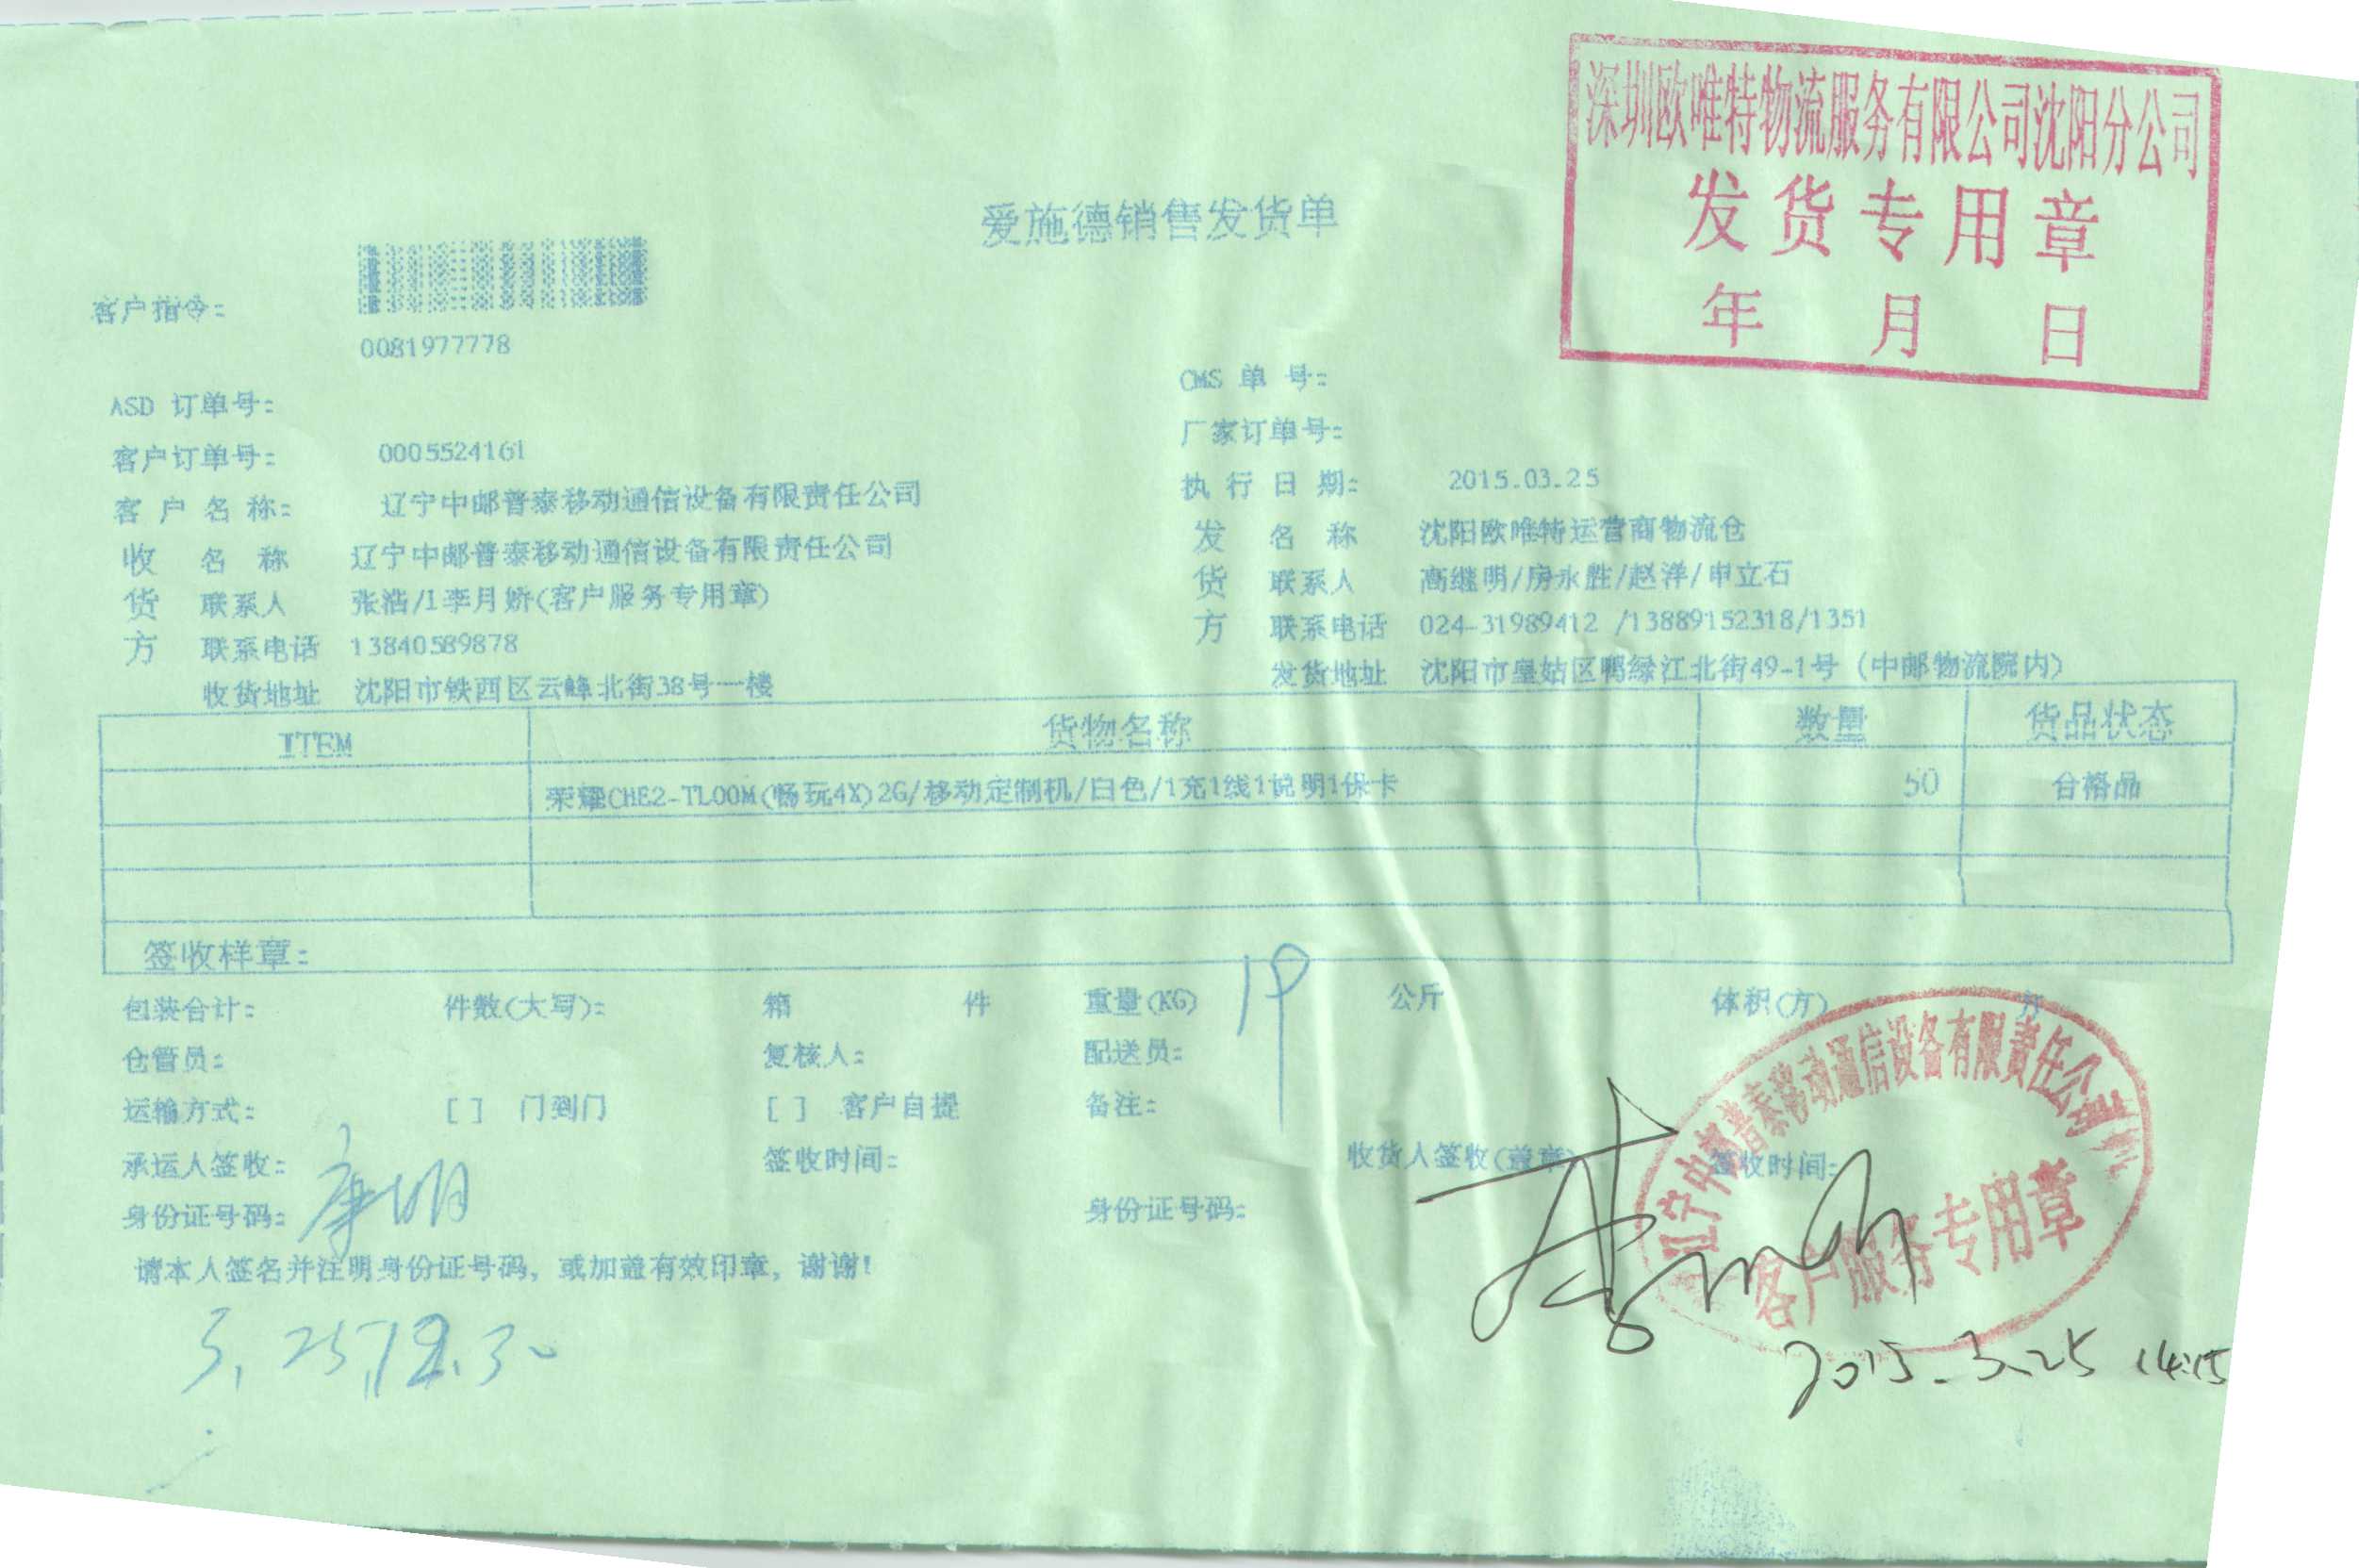 深圳欧唯特物流服务有限公司沈阳分公司
发货专用章
年 月 日
爱施德销售发货单
客户指令:
0081977778
CMS 单 号:
ASD 订单号:
厂家订单号:
客户订单号: 0005524161
执 行 日 期: 2015.03.25
客 户 名 称: 辽宁中邮普泰移动通信设备有限责任公司
发 名 称 沈阳欧唯特运营商物流仓
收 名 称 辽宁中邮普泰移动通信设备有限责任公司
货 联系人 高继明/房永胜/赵洋/申立石
货 联系人 张浩/1李月娇(客户服务专用章)
方 联系电话 024-31989412 /13889152318/1351
方 联系电话 13840589878
发货地址 沈阳市皇姑区鸭绿江北街49-1号 (中邮物流院内)
收货地址 沈阳市铁西区云峰北街38号一楼
ITEM 货物名称 数量 货品状态
荣耀CHE2-TL00M(畅玩4X)2G/移动定制机/白色/1充1线1说明1保卡 50 合格品
签收样章:
包装合计: 件数(大写): 箱 件 重量(KG) 19 公斤 体积(方) 方
仓管员: 复核人: 配送员:
运输方式: [ ] 门到门 [ ] 客户自提 备注:
承运人签收: 签收时间: 收货人签收(盖章) 签收时间:
身份证号码: 身份证号码:
请本人签名并注明身份证号码, 或加盖有效印章, 谢谢!
辽宁中邮普泰移动通信设备有限责任公司
客户服务专用章
3.25,12.30
2015.3.25 14:15